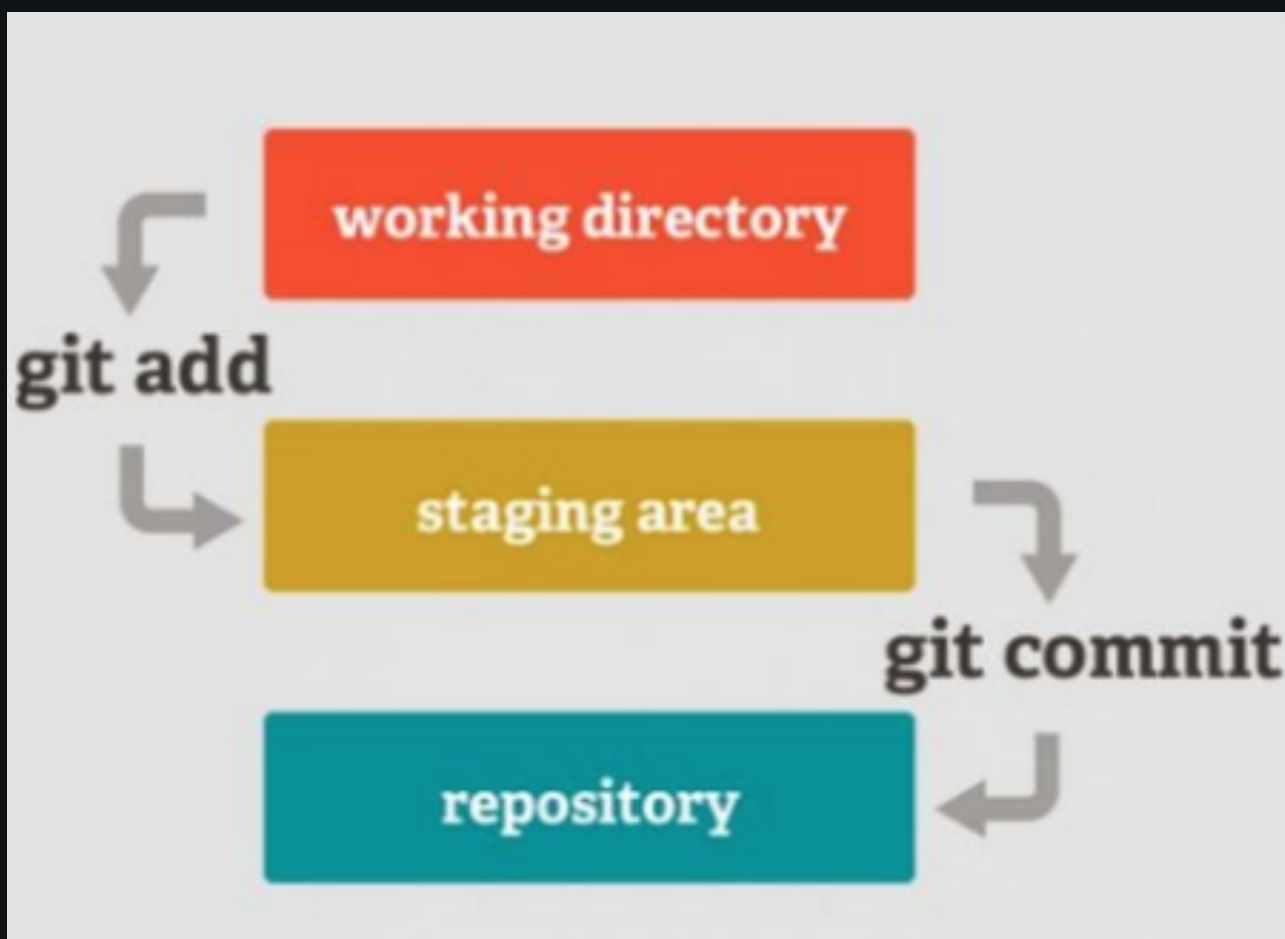 working directory
git add
staging area
git commit
repository